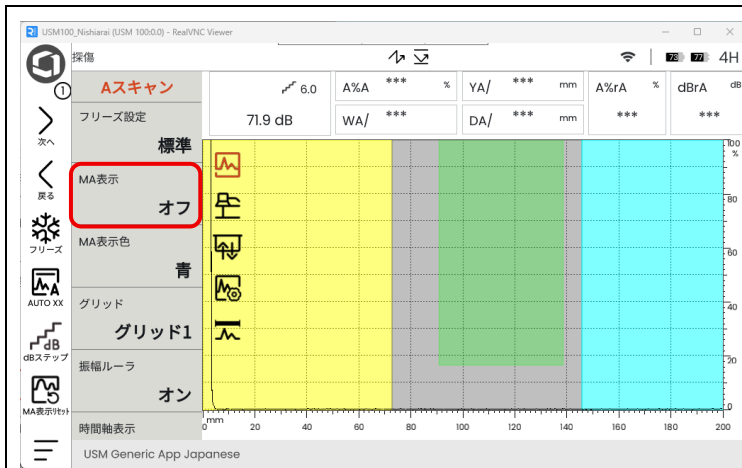 USM100_Nishiarai (USM 100:0.0) - RealVNC Viewer
探傷
73 77 4H
1
Aスキャン
6.0
71.9 dB
A%A *** %
WA/ ***
YA/ *** mm
DA/ *** mm
A%rA %
***
dBrA dB
***
次へ
戻る
フリーズ
AUTO XX
dB
dBステップ
MA表示リセット
フリーズ設定
標準
MA表示
オフ
MA表示色
青
グリッド
グリッド1
振幅ルーラ
オン
時間軸表示
100
%
80
60
40
20
0
0 mm 20 40 60 80 100 120 140 160 180 200
USM Generic App Japanese